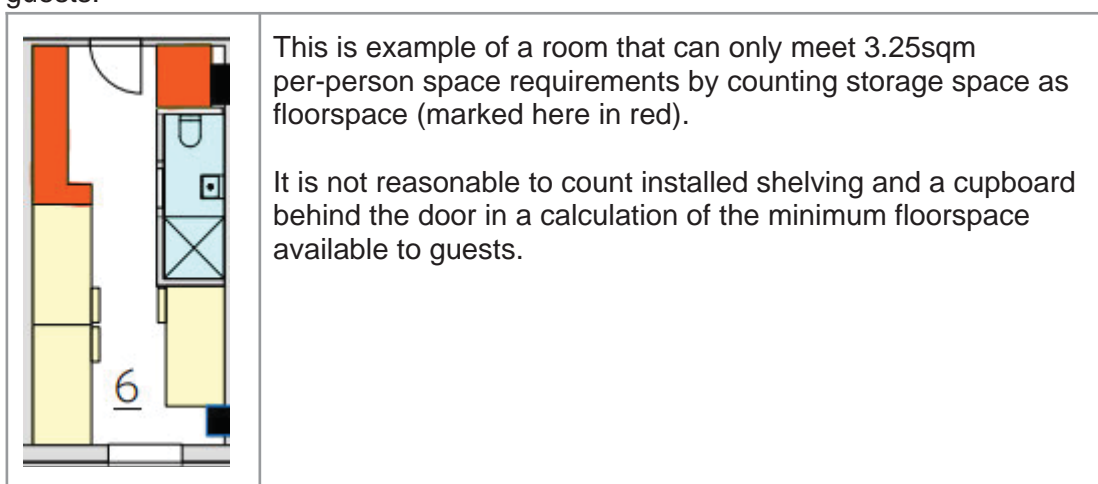 guests.
This is example of a room that can only meet 3.25sqm
per-person space requirements by counting storage space as
floorspace (marked here in red).
It is not reasonable to count installed shelving and a cupboard
behind the door in a calculation of the minimum floorspace
available to guests.
6